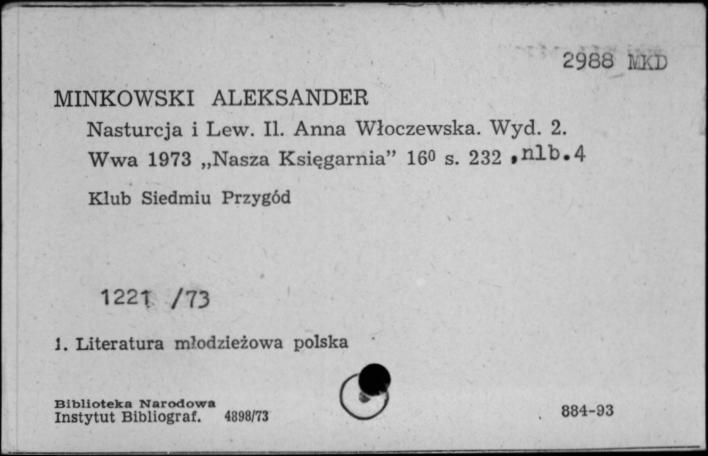 2988 MKD
MINKOWSKI ALEKSANDER
Nasturcja i Lew. Il. Anna Włoczewska. Wyd. 2.
Wwa 1973 „Nasza Księgarnia” 16⁰ s. 232 ,nlb.4
Klub Siedmiu Przygód
1221 /73
1. Literatura młodzieżowa polska
Biblioteka Narodowa
Instytut Bibliograf. 4898/73
884-93